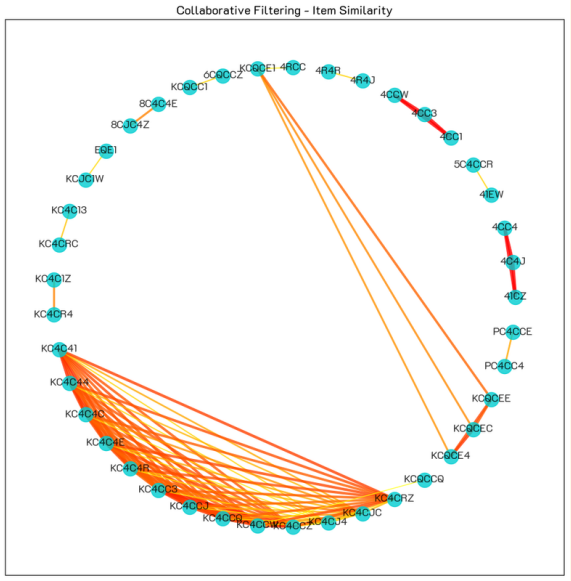 Collaborative Filtering - Item Similarity
KCQCE1
4RCC
6CQCCZ
4R4R
KCQCC1
4R4J
8C4C4E
4CCW
8CJC4Z
4CC3
4CC1
EQE1
5C4CCR
KCJC1W
41EW
KC4C13
4CC4
KC4CRC
4C4J
KC4C1Z
41CZ
KC4CR4
PC4CCE
KC4C41
PC4CC4
KC4C44
KCQCEE
KC4C4C
KCQCEC
KC4C4E
KCQCE4
KC4C4R
KCQCCQ
KC4CC3
KC4CRZ
KC4CCJ
KC4CJC
KC4CCQ
KC4CJ4
KC4CCW
KC4CCZ